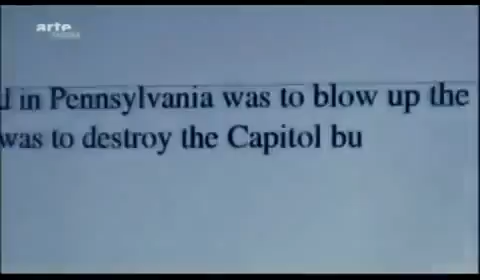 arte
in Pennsylvania was to blow up the
was to destroy the Capitol bu